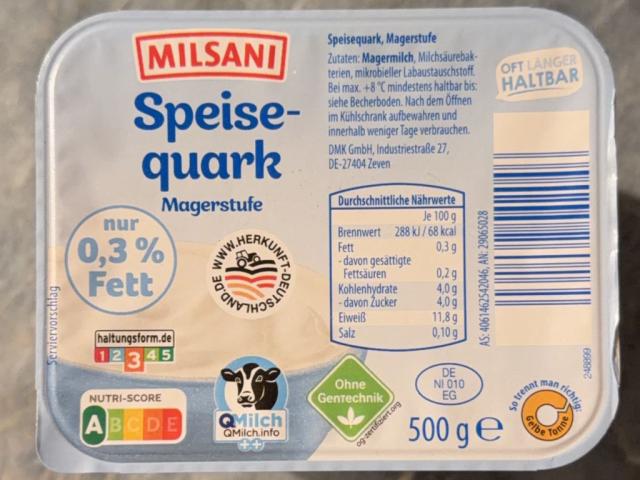 MILSANI
Speise-
quark
Magerstufe
nur
0,3 %
Fett
WWW.HERKUNFT-DEUTSCHLAND.DE
Serviervorschlag
haltungsform.de
1 2 3 4 5
NUTRI-SCORE
A B C D E
QMilch
QMilch.info
++
Ohne
Gentechnik
og-zertifiziert.org
Speisequark, Magerstufe
Zutaten: Magermilch, Milchsäurebak-
terien, mikrobieller Labaustauschstoff.
Bei max. +8 °C mindestens haltbar bis:
siehe Becherboden. Nach dem Öffnen
im Kühlschrank aufbewahren und
innerhalb weniger Tage verbrauchen.
DMK GmbH, Industriestraße 27,
DE-27404 Zeven
OFT LÄNGER
HALTBAR
Durchschnittliche Nährwerte
Je 100 g
Brennwert 288 kJ / 68 kcal
Fett 0,3 g
- davon gesättigte
Fettsäuren 0,2 g
Kohlenhydrate 4,0 g
- davon Zucker 4,0 g
Eiweiß 11,8 g
Salz 0,10 g
AS: 4061462542046, AN: 29065028
DE
NI 010
EG
500 g e
So trennt man richtig:
Gelbe Tonne
248899